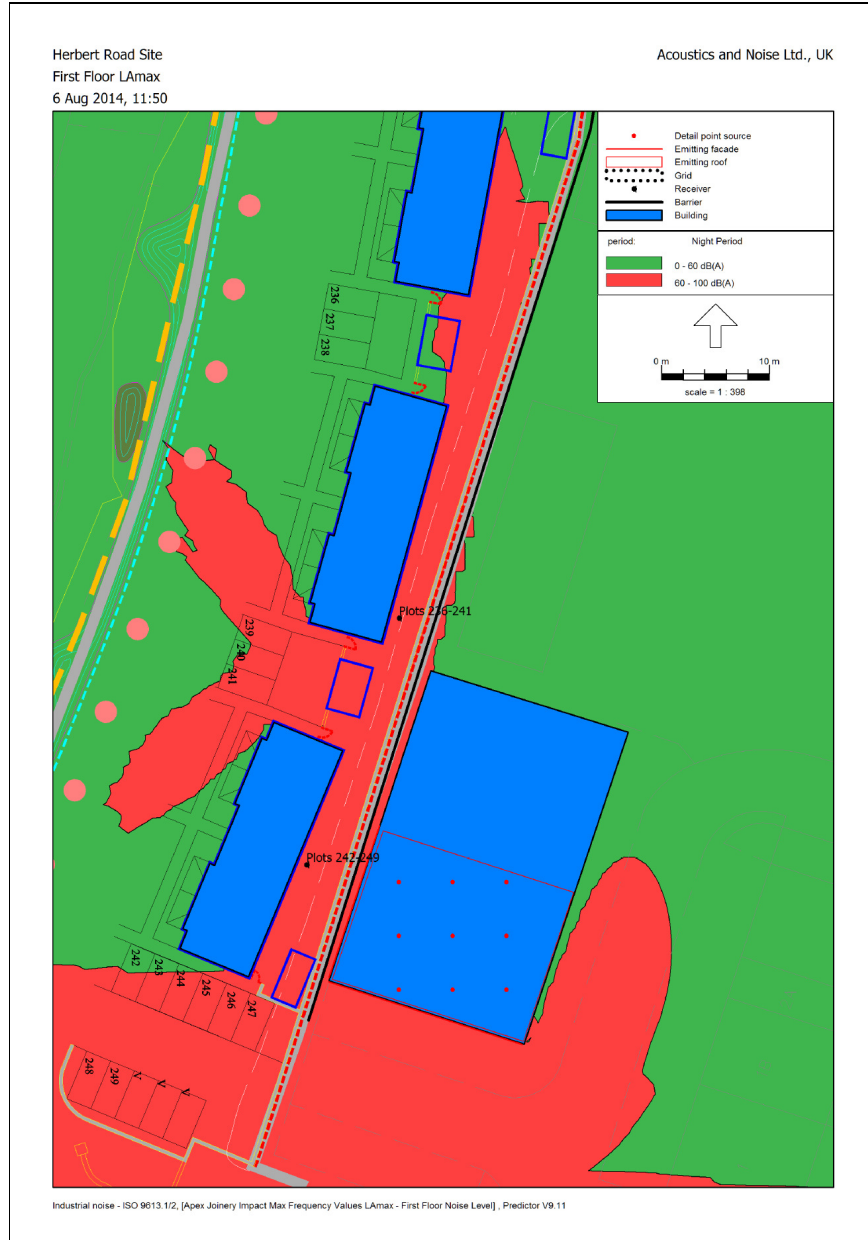 Herbert Road Site
Acoustics and Noise Ltd., UK
First Floor LAmax
6 Aug 2014, 11:50
Detail point source
Emitting facade
Emitting roof
Grid
Receiver
Barrier
Building
period: Night Period
0 - 60 dB(A)
60 - 100 dB(A)
0 m 10 m
scale = 1 : 398
236
237
238
Plots 236-241
239
240
241
Plots 242-249
242
243
244
245
246
247
248
249
V
V
V
Industrial noise - ISO 9613.1/2, [Apex Joinery Impact Max Frequency Values LAmax - First Floor Noise Level] , Predictor V9.11